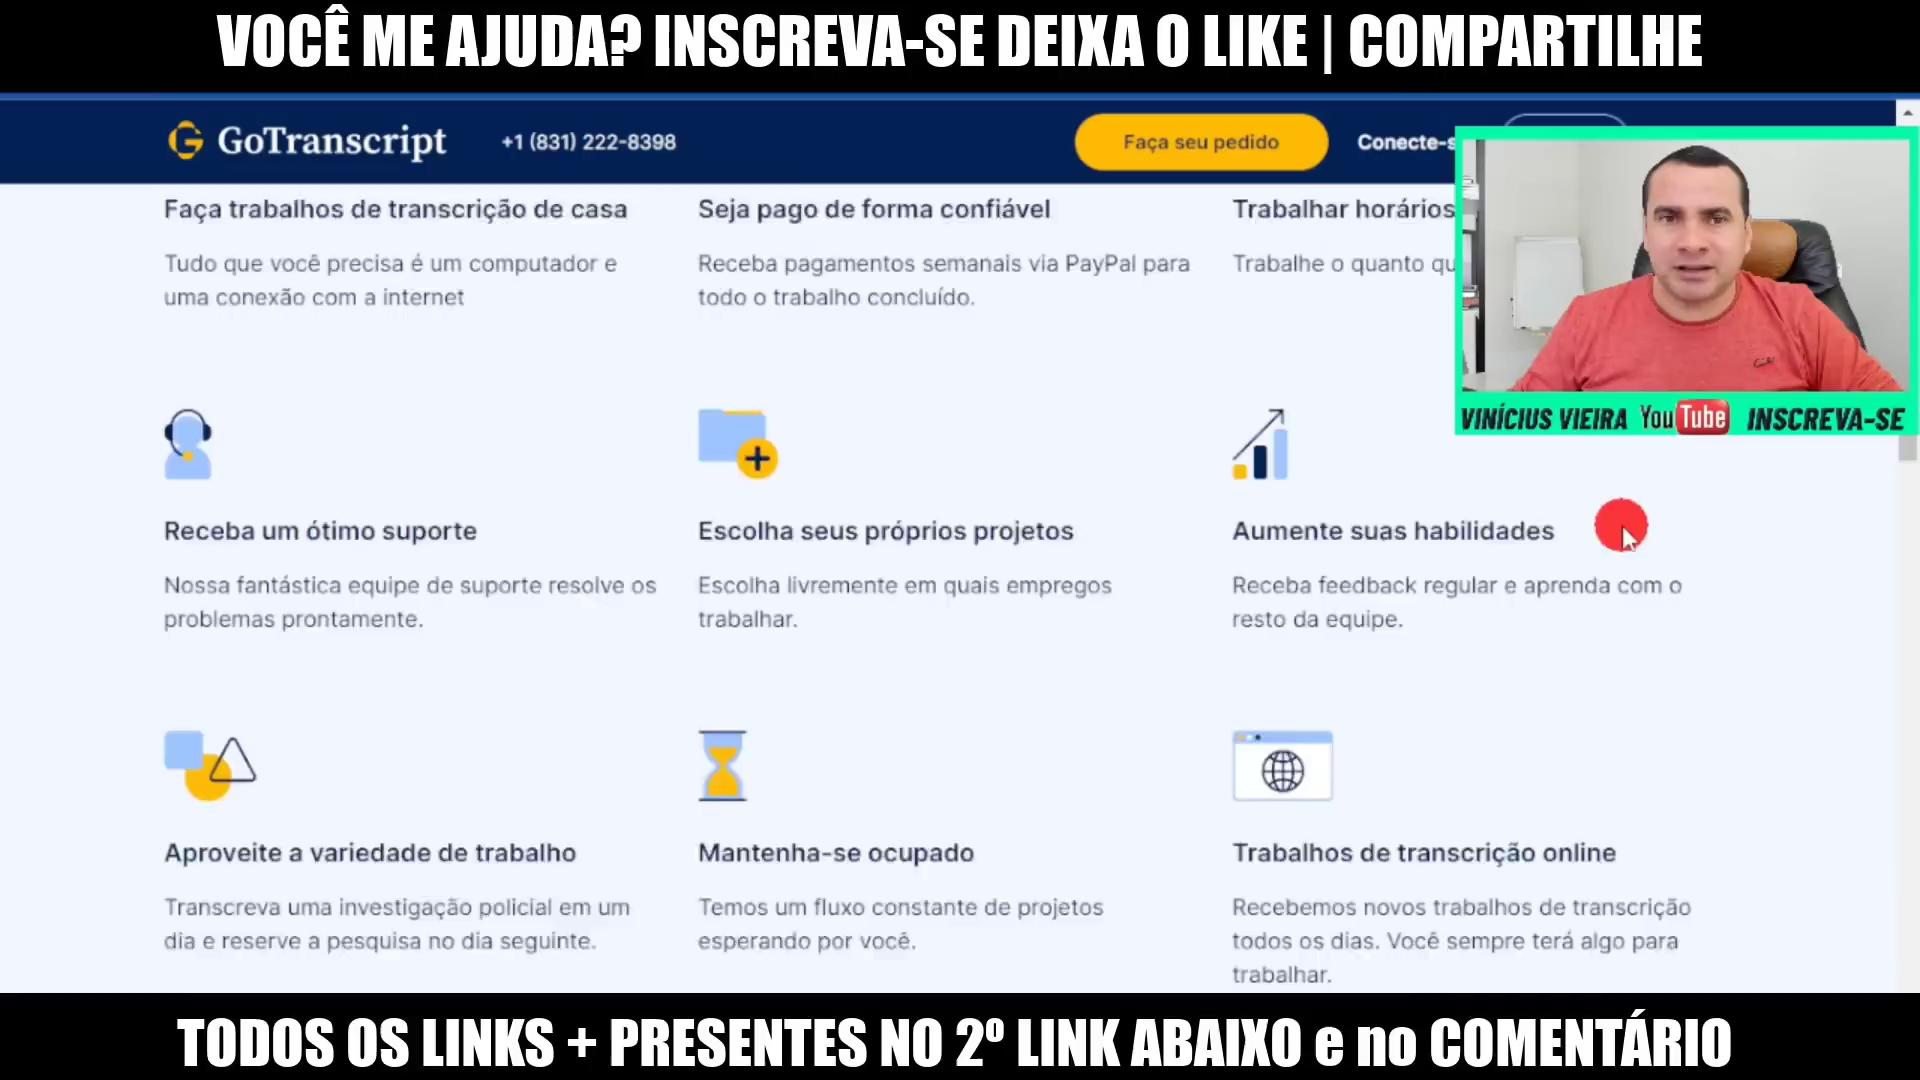 VOCÊ ME AJUDA? INSCREVA-SE DEIXA O LIKE | COMPARTILHE
GoTranscript
+1 (831) 222-8398
Faça seu pedido
Faça trabalhos de transcrição de casa
Tudo que você precisa é um computador e
uma conexão com a internet
Seja pago de forma confiável
Receba pagamentos semanais via PayPal para
todo o trabalho concluído.
Trabalhar horários
Trabalhe o quanto
VINÍCIUS VIEIRA YouTube INSCREVA-SE
Receba um ótimo suporte
Nossa fantástica equipe de suporte resolve os
problemas prontamente.
Escolha seus próprios projetos
Escolha livremente em quais empregos
trabalhar.
Aumente suas habilidades
Receba feedback regular e aprenda com o
resto da equipe.
Aproveite a variedade de trabalho
Transcreva uma investigação policial em um
dia e reserve a pesquisa no dia seguinte.
Mantenha-se ocupado
Temos um fluxo constante de projetos
esperando por você.
Trabalhos de transcrição online
Recebemos novos trabalhos de transcrição
todos os dias. Você sempre terá algo para
trabalhar.
TODOS OS LINKS + PRESENTES NO 2º LINK ABAIXO e no COMENTÁRIO